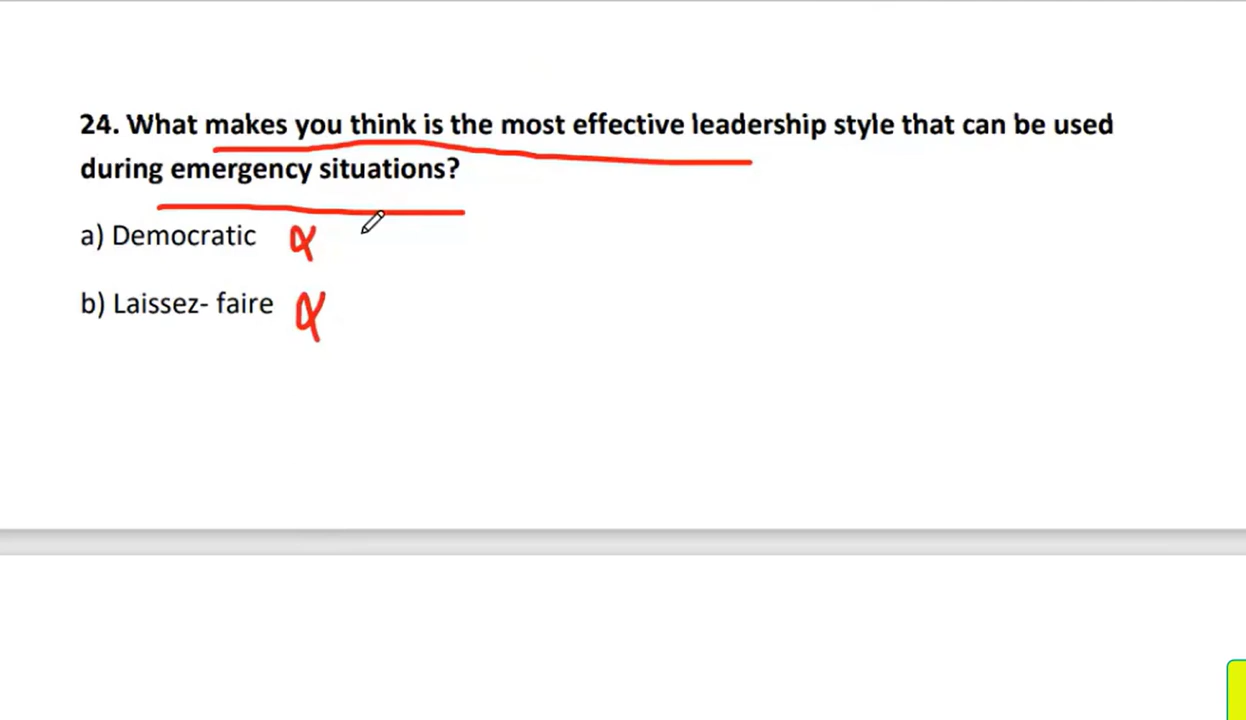 24. What makes you think is the most effective leadership style that can be used
during emergency situations?
a) Democratic
b) Laissez- faire